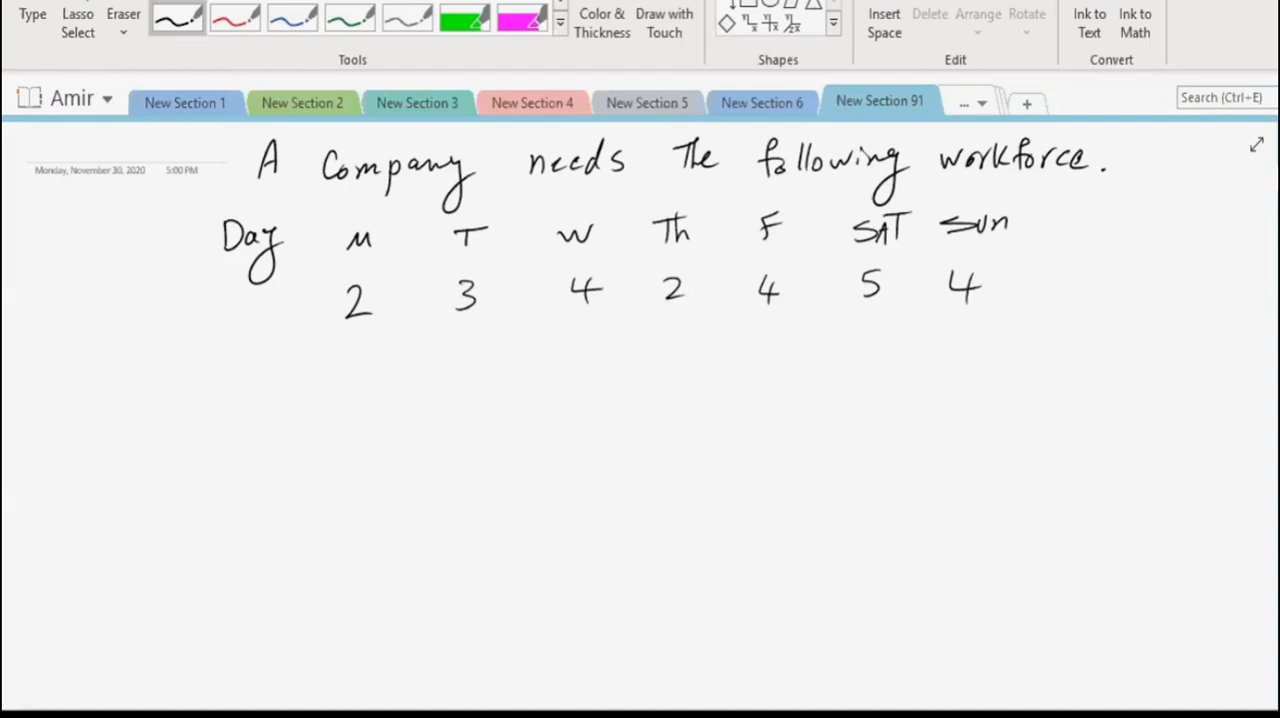 Type Lasso Select Eraser Color & Thickness Draw with Touch Insert Space Delete Arrange Rotate Ink to Text Ink to Math
Tools Shapes Edit Convert
Amir New Section 1 New Section 2 New Section 3 New Section 4 New Section 5 New Section 6 New Section 91 ... + Search (Ctrl+E)
Monday, November 30, 2020 5:00 PM
A Company needs The following workforce.
Day M T W Th F SAT SUn
2 3 4 2 4 5 4